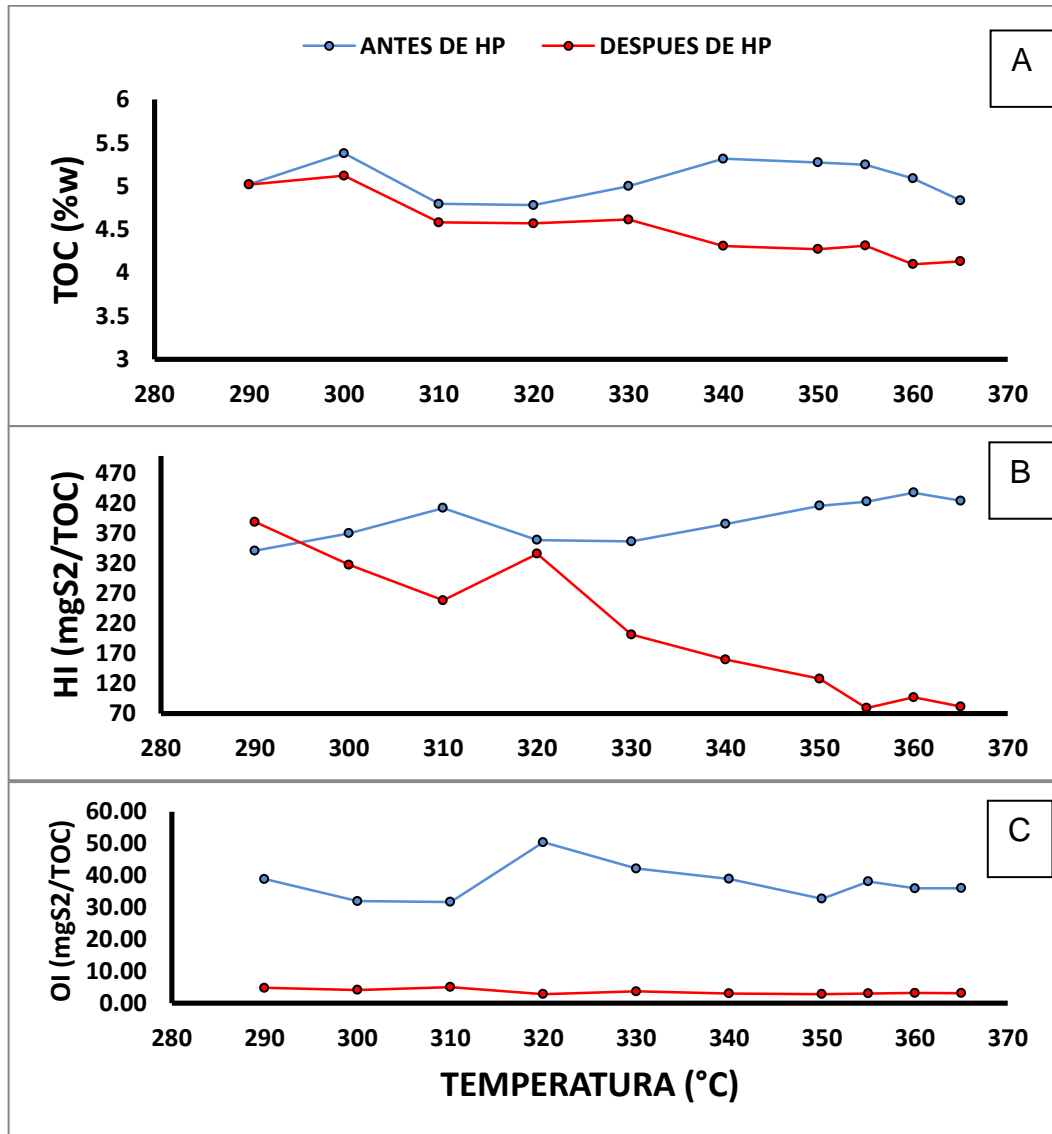 ANTES DE HP DESPUES DE HP
A
TOC (%w)
6
5.5
5
4.5
4
3.5
3
280 290 300 310 320 330 340 350 360 370
B
HI (mgS2/TOC)
470
420
370
320
270
220
170
120
70
280 290 300 310 320 330 340 350 360 370
C
OI (mgS2/TOC)
60.00
50.00
40.00
30.00
20.00
10.00
0.00
280 290 300 310 320 330 340 350 360 370
TEMPERATURA (°C)